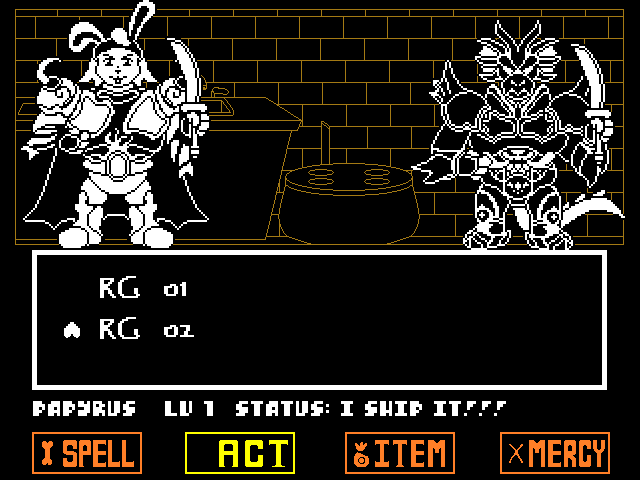 RG 01
RG 02
PAPYRUS LV 1 STATUS: I SHIP IT!!!
SPELL ACT ITEM MERCY